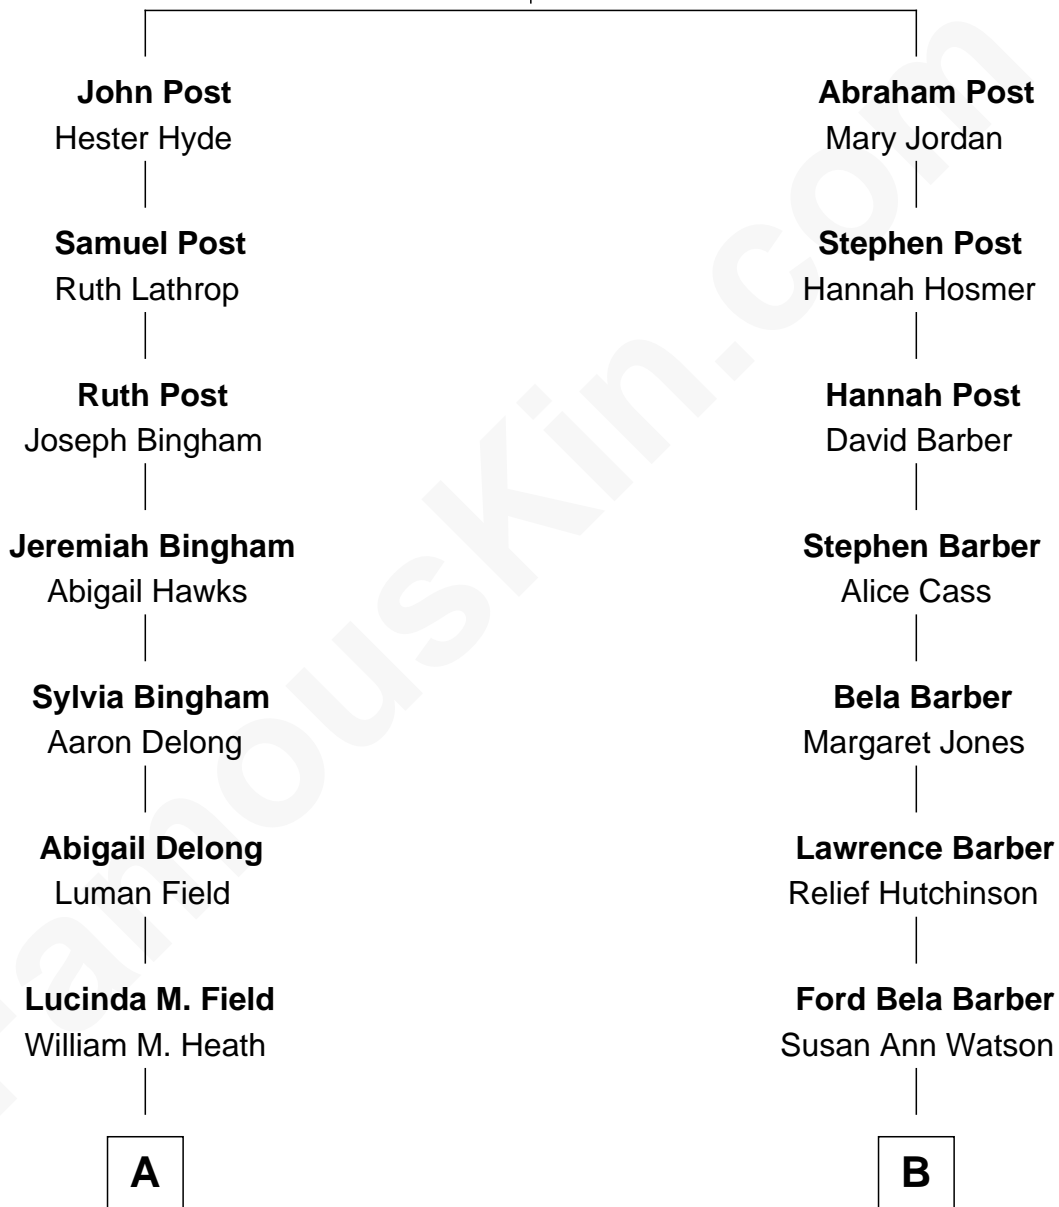 John Post
Hester Hyde
Samuel Post
Ruth Lathrop
Ruth Post
Joseph Bingham
Jeremiah Bingham
Abigail Hawks
Sylvia Bingham
Aaron Delong
Abigail Delong
Luman Field
Lucinda M. Field
William M. Heath
A
Abraham Post
Mary Jordan
Stephen Post
Hannah Hosmer
Hannah Post
David Barber
Stephen Barber
Alice Cass
Bela Barber
Margaret Jones
Lawrence Barber
Relief Hutchinson
Ford Bela Barber
Susan Ann Watson
B
FamousKin.com